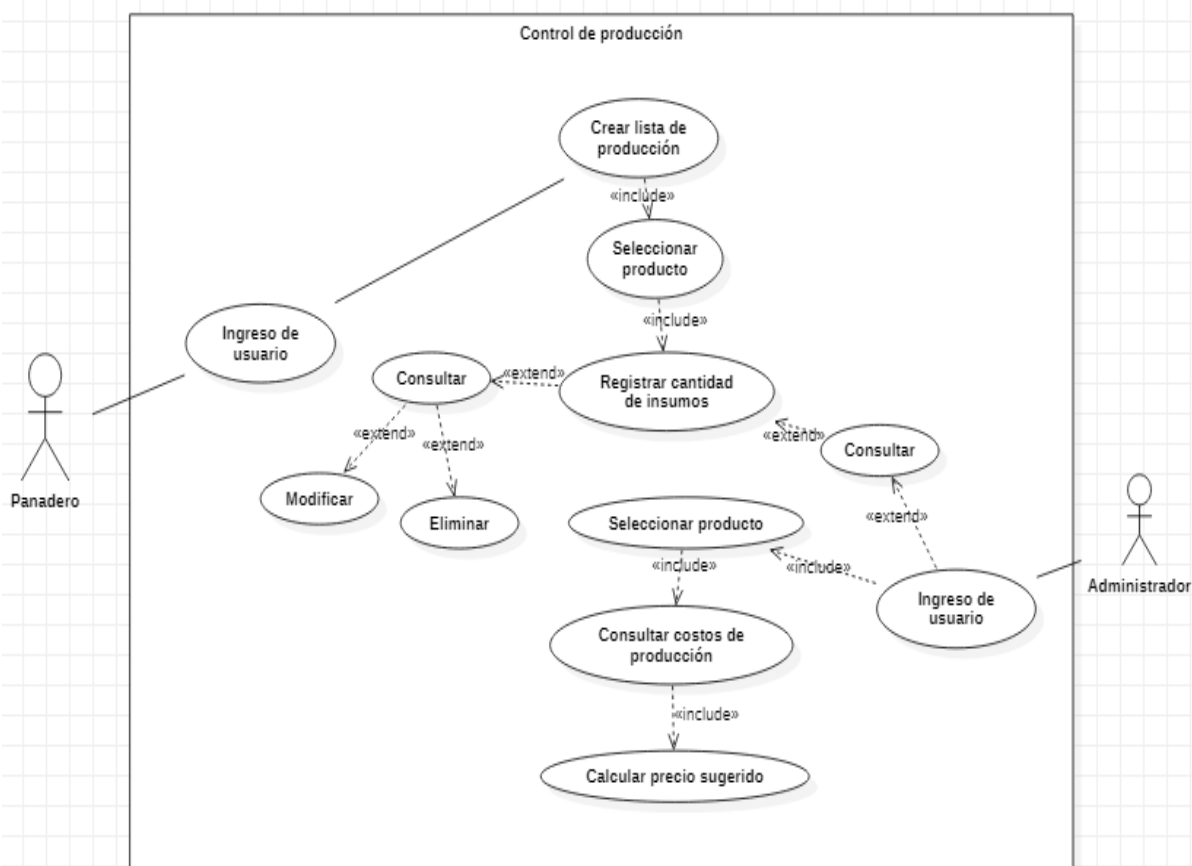 Control de producción
Crear lista de
producción
«include»
Seleccionar
producto
«include»
Ingreso de
usuario
Consultar
«extend»
Registrar cantidad
de insumos
«extend»
«extend»
«extend»
Consultar
Modificar
Eliminar
Panadero
Seleccionar producto
«extend»
«include»
«include»
Ingreso de
usuario
Administrador
Consultar costos de
producción
«include»
Calcular precio sugerido